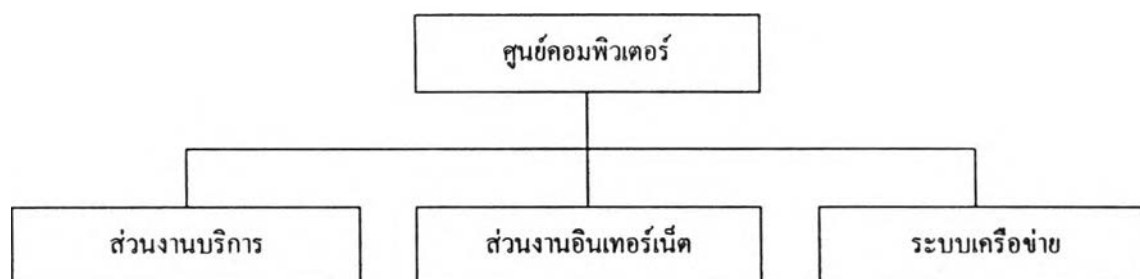 ศูนย์คอมพิวเตอร์
ส่วนงานบริการ
ส่วนงานอินเทอร์เน็ต
ระบบเครือข่าย